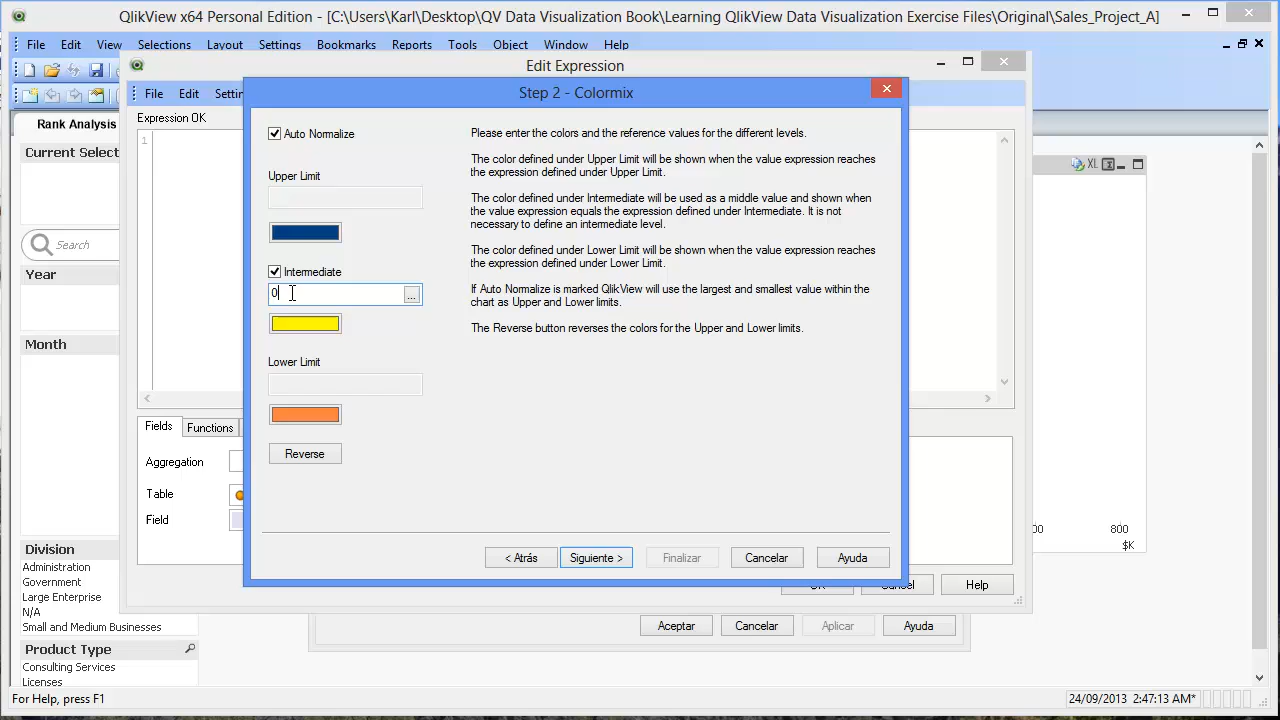 QlikView x64 Personal Edition - [C:\Users\Karl\Desktop\QV Data Visualization Book\Learning QlikView Data Visualization Exercise Files\Original\Sales_Project_A]
File Edit View Selections Layout Settings Bookmarks Reports Tools Object Window Help
Edit Expression
File Edit
Step 2 - Colormix
Expression OK
1
Rank Analysis
Current Select
Search
Year
Month
Division
Administration
Government
Large Enterprise
N/A
Small and Medium Businesses
Product Type
Consulting Services
Licenses
XL
Auto Normalize
Upper Limit
Intermediate
0
...
Lower Limit
Reverse
Please enter the colors and the reference values for the different levels.
The color defined under Upper Limit will be shown when the value expression reaches
the expression defined under Upper Limit.
The color defined under Intermediate will be used as a middle value and shown when
the value expression equals the expression defined under Intermediate. It is not
necessary to define an intermediate level.
The color defined under Lower Limit will be shown when the value expression reaches
the expression defined under Lower Limit.
If Auto Normalize is marked QlikView will use the largest and smallest value within the
chart as Upper and Lower limits.
The Reverse button reverses the colors for the Upper and Lower limits.
Fields Functions
Aggregation
Table
Field
< Atrás Siguiente > Finalizar Cancelar Ayuda
Help
Aceptar Cancelar Aplicar Ayuda
00 800
$K
For Help, press F1
24/09/2013 2:47:13 AM*